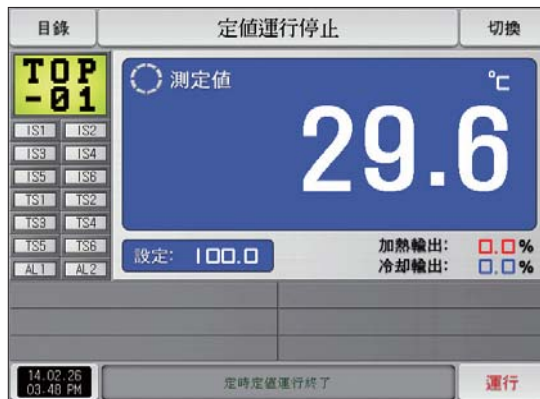 目錄 定値運行停止 切換
TOP
-01
測定值 ℃
29.6
IS1 IS2
IS3 IS4
IS5 IS6
TS1 TS2
TS3 TS4
TS5 TS6
AL1 AL2
設定: 100.0
加熱輸出: 0.0%
冷却輸出: 0.0%
14.02.26
03.48 PM
定時定值運行終了
運行